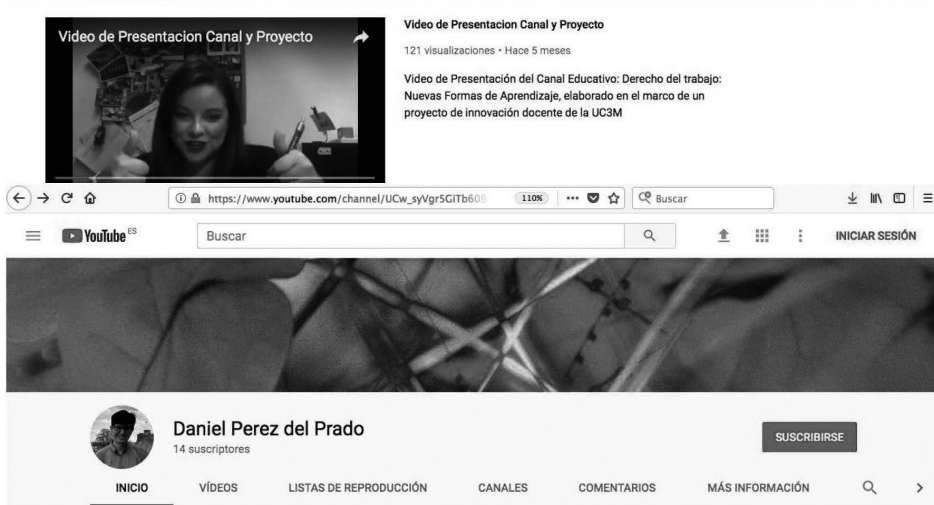 Video de Presentacion Canal y Proyecto
Video de Presentacion Canal y Proyecto
121 visualizaciones • Hace 5 meses
Video de Presentación del Canal Educativo: Derecho del trabajo:
Nuevas Formas de Aprendizaje, elaborado en el marco de un
proyecto de innovación docente de la UC3M
https://www.youtube.com/channel/UCw_syVgr5GiTb609 110% Buscar
YouTube ES Buscar INICIAR SESIÓN
Daniel Perez del Prado
14 suscriptores
SUSCRIBIRSE
INICIO VÍDEOS LISTAS DE REPRODUCCIÓN CANALES COMENTARIOS MÁS INFORMACIÓN